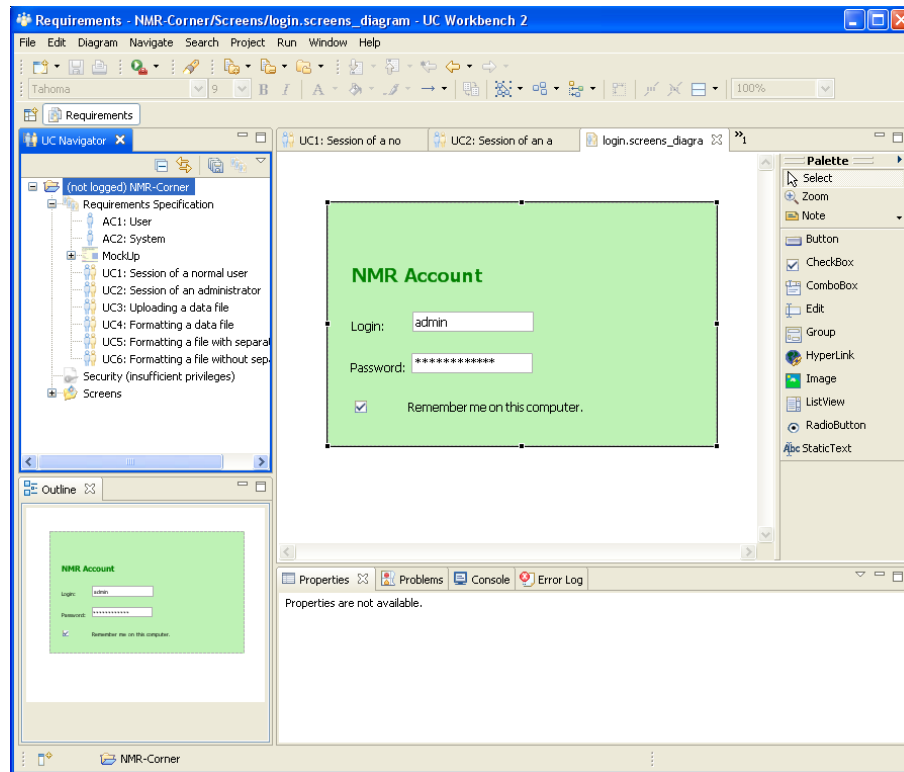 Requirements - NMR-Corner/Screens/login.screens_diagram - UC Workbench 2
File Edit Diagram Navigate Search Project Run Window Help
Tahoma 9 B I A 100%
Requirements
UC Navigator
(not logged) NMR-Corner
Requirements Specification
AC1: User
AC2: System
MockUp
UC1: Session of a normal user
UC2: Session of an administrator
UC3: Uploading a data file
UC4: Formatting a data file
UC5: Formatting a file with separat
UC6: Formatting a file without sep
Security (insufficient privileges)
Screens
UC1: Session of a no UC2: Session of an a login.screens_diagra »1
NMR Account
Login: admin
Password: ************
Remember me on this computer.
Palette
Select
Zoom
Note
Button
CheckBox
ComboBox
Edit
Group
HyperLink
Image
ListView
RadioButton
Abc StaticText
Outline
NMR Account
Login: admin
Password: ************
Remember me on this computer.
Properties Problems Console Error Log
Properties are not available.
NMR-Corner